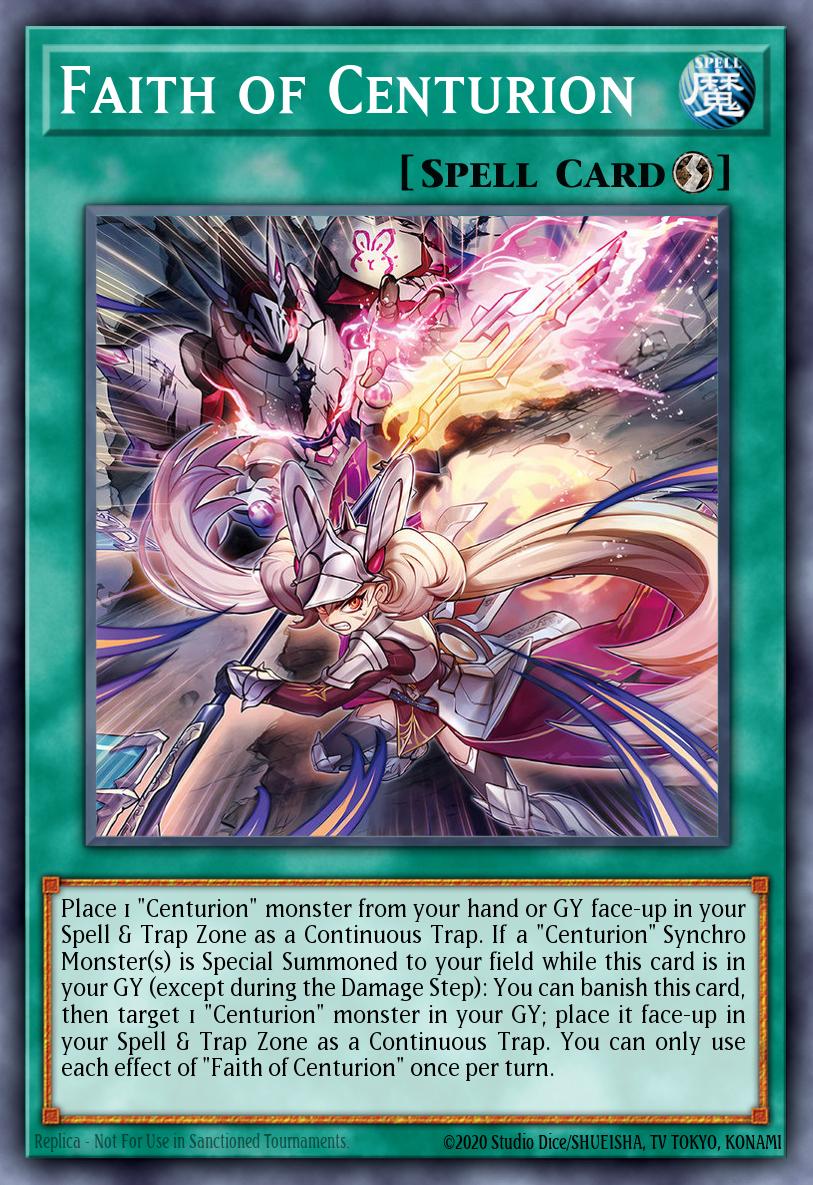 Faith of Centurion
SPELL
魔
[Spell Card]
Place 1 "Centurion" monster from your hand or GY face-up in your
Spell & Trap Zone as a Continuous Trap. If a "Centurion" Synchro
Monster(s) is Special Summoned to your field while this card is in
your GY (except during the Damage Step): You can banish this card,
then target 1 "Centurion" monster in your GY; place it face-up in
your Spell & Trap Zone as a Continuous Trap. You can only use
each effect of "Faith of Centurion" once per turn.
Replica - Not For Use in Sanctioned Tournaments.
©2020 Studio Dice/SHUEISHA, TV TOKYO, KONAMI